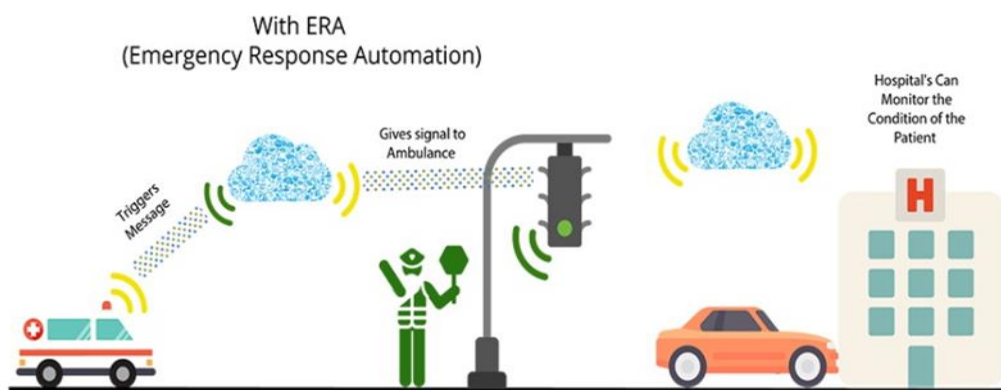 With ERA
(Emergency Response Automation)
Hospital's Can
Monitor the
Condition of the
Patient
Gives signal to
Ambulance
Triggers
Message
H